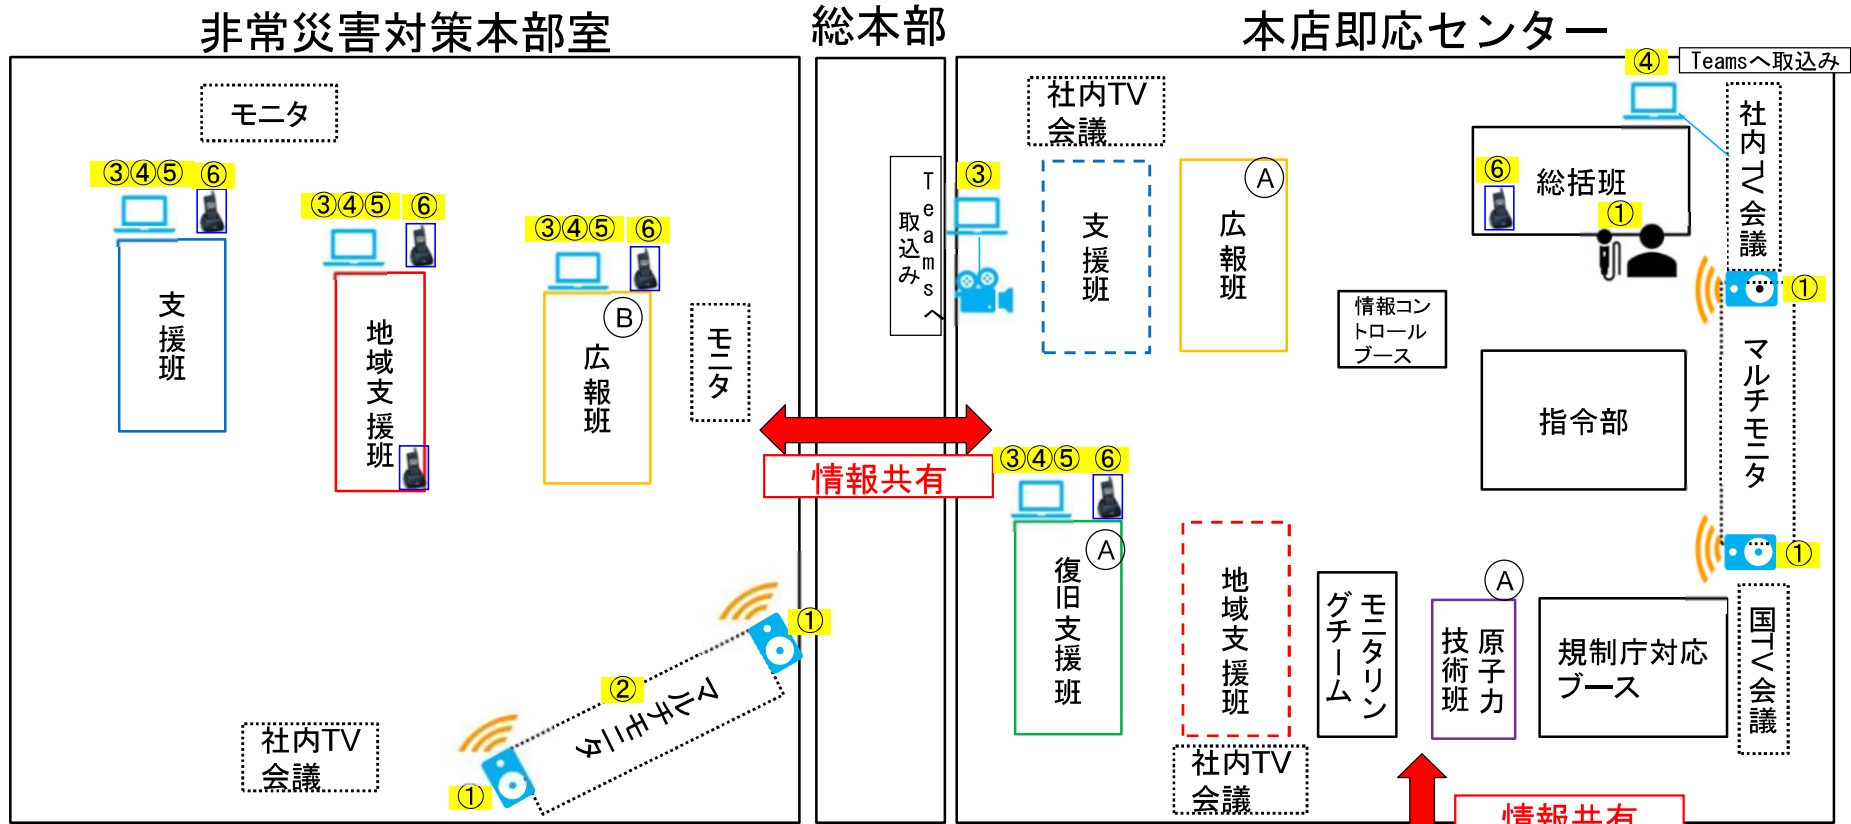 非常災害対策本部室
モニタ
③④⑤
⑥
支援班
③④⑤
⑥
地域支援班
③④⑤
⑥
B
広報班
モニタ
①
②
マルチモニタ
①
社内TV
会議
総本部
Teamsへ
取込み
情報共有
本店即応センター
社内TV
会議
③
支援班
A
広報班
④
Teamsへ取込み
⑥
総括班
①
社内TV会議
①
情報コン
トロール
ブース
指令部
マルチモニタ
①
③④⑤
⑥
A
復旧支援班
地域支援班
社内TV
会議
モニタリン
グチーム
A
原子力
技術班
規制庁対応
ブース
国TV会議
情報共有